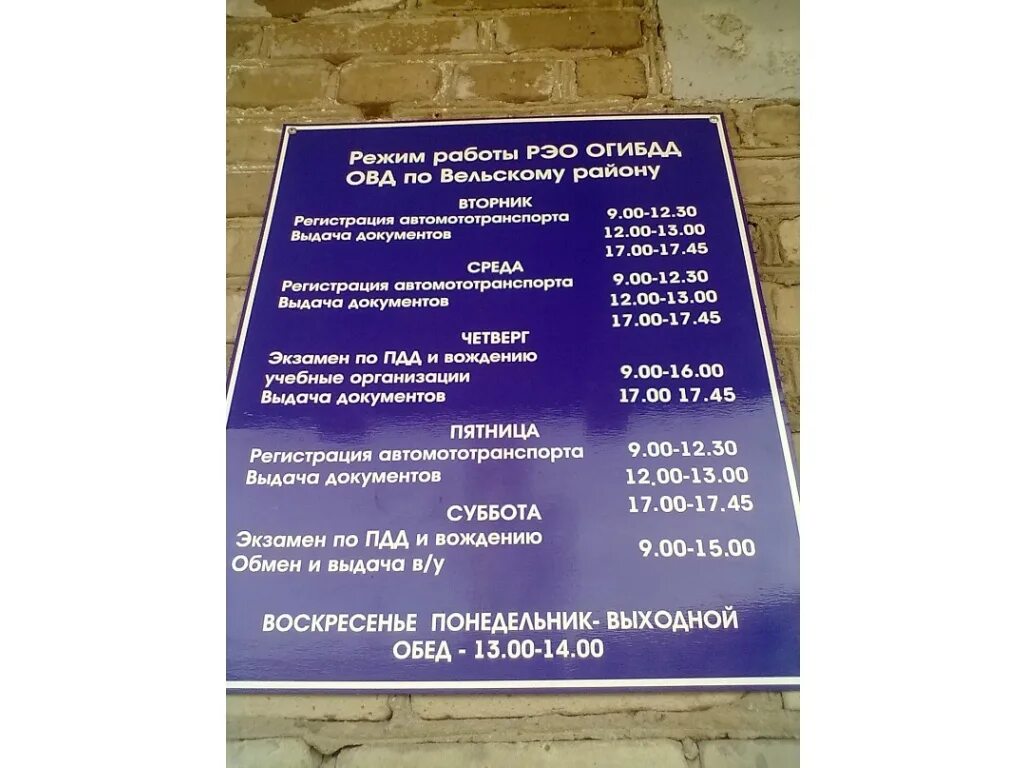 Режим работы РЭО ОГИБДД
ОВД по Вельскому району
ВТОРНИК
Регистрация автомототранспорта 9.00-12.30
Выдача документов 12.00-13.00
17.00-17.45
СРЕДА
Регистрация автомототранспорта 9.00-12.30
Выдача документов 12.00-13.00
17.00-17.45
ЧЕТВЕРГ
Экзамен по ПДД и вождению
учебные организации 9.00-16.00
Выдача документов 17.00 17.45
ПЯТНИЦА
Регистрация автомототранспорта 9.00-12.30
Выдача документов 12.00-13.00
17.00-17.45
СУББОТА
Экзамен по ПДД и вождению 9.00-15.00
Обмен и выдача в/у
ВОСКРЕСЕНЬЕ ПОНЕДЕЛЬНИК- ВЫХОДНОЙ
ОБЕД - 13.00-14.00